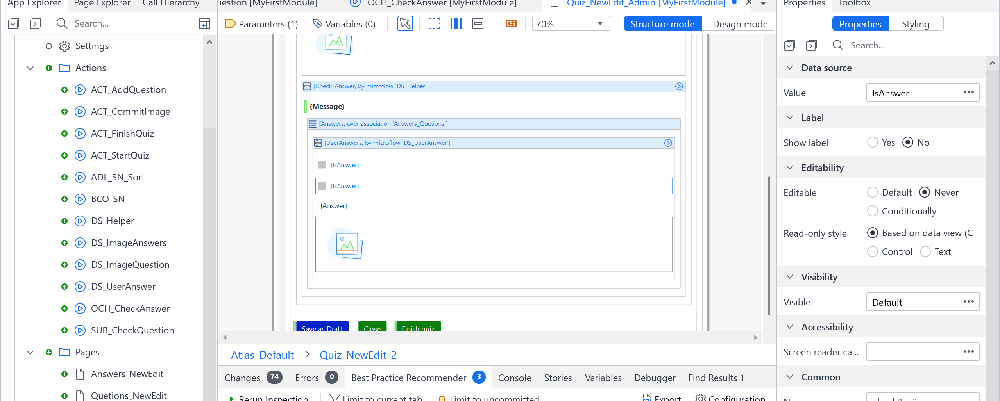 App Explorer
Page Explorer
Call Hierarchy
Search...
Settings
Actions
ACT_AddQuestion
ACT_CommitImage
ACT_FinishQuiz
ACT_StartQuiz
ADL_SN_Sort
BCO_SN
DS_Helper
DS_ImageAnswers
DS_ImageQuestion
DS_UserAnswer
OCH_CheckAnswer
SUB_CheckQuestion
Pages
Answers_NewEdit
Quetions_NewEdit
uestion [MyFirstModule]
OCH_CheckAnswer [MyFirstModule]
Quiz_NewEdit_Admin [MyFirstModule]
Parameters (1)
Variables (0)
CSS
70%
Structure mode
Design mode
[Check_Answer, by microflow 'DS_Helper']
{Message}
[Answers, over association 'Answers_Quetions']
[UserAnswers, by microflow 'DS_UserAnswer']
[IsAnswer]
[IsAnswer]
{Answer}
Save as Draft
Close
Finish quiz
Atlas_Default > Quiz_NewEdit_2
Changes 74
Errors 0
Best Practice Recommender 3
Console
Stories
Variables
Debugger
Find Results 1
Rerun Inspection
Limit to current tab
Limit to uncommitted
Export
Configuration
Properties
Toolbox
Properties
Styling
Search...
Data source
Value
IsAnswer
Label
Show label
Yes
No
Editability
Editable
Default
Never
Conditionally
Read-only style
Based on data view (C
Control
Text
Visibility
Visible
Default
Accessibility
Screen reader ca...
Common
Name
checkBox2